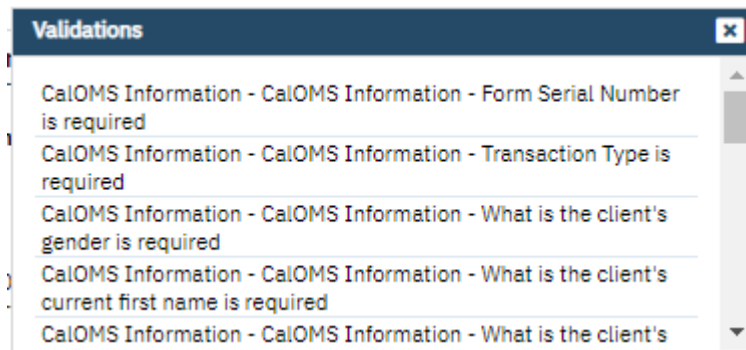 Validations
CalOMS Information - CalOMS Information - Form Serial Number
is required
CalOMS Information - CalOMS Information - Transaction Type is
required
CalOMS Information - CalOMS Information - What is the client's
gender is required
CalOMS Information - CalOMS Information - What is the client's
current first name is required
CalOMS Information - CalOMS Information - What is the client's